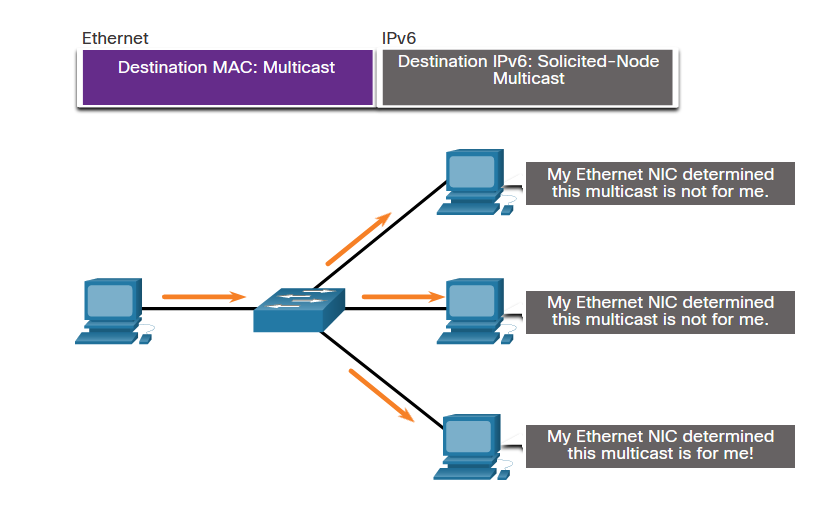 Ethernet
IPv6
Destination MAC: Multicast
Destination IPv6: Solicited-Node
Multicast
My Ethernet NIC determined
this multicast is not for me.
My Ethernet NIC determined
this multicast is not for me.
My Ethernet NIC determined
this multicast is for me!